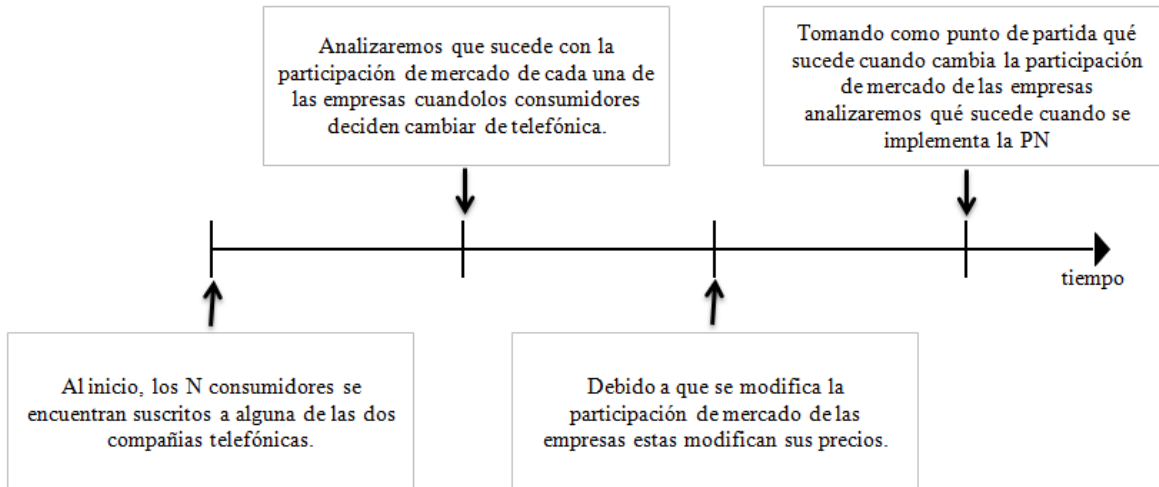 Analizaremos que sucede con la
participación de mercado de cada una de
las empresas cuandolos consumidores
deciden cambiar de telefónica.
Tomando como punto de partida qué
sucede cuando cambia la participación
de mercado de las empresas
analizaremos qué sucede cuando se
implementa la PN
tiempo
Al inicio, los N consumidores se
encuentran suscritos a alguna de las dos
compañias telefónicas.
Debido a que se modifica la
participación de mercado de las
empresas estas modifican sus precios.